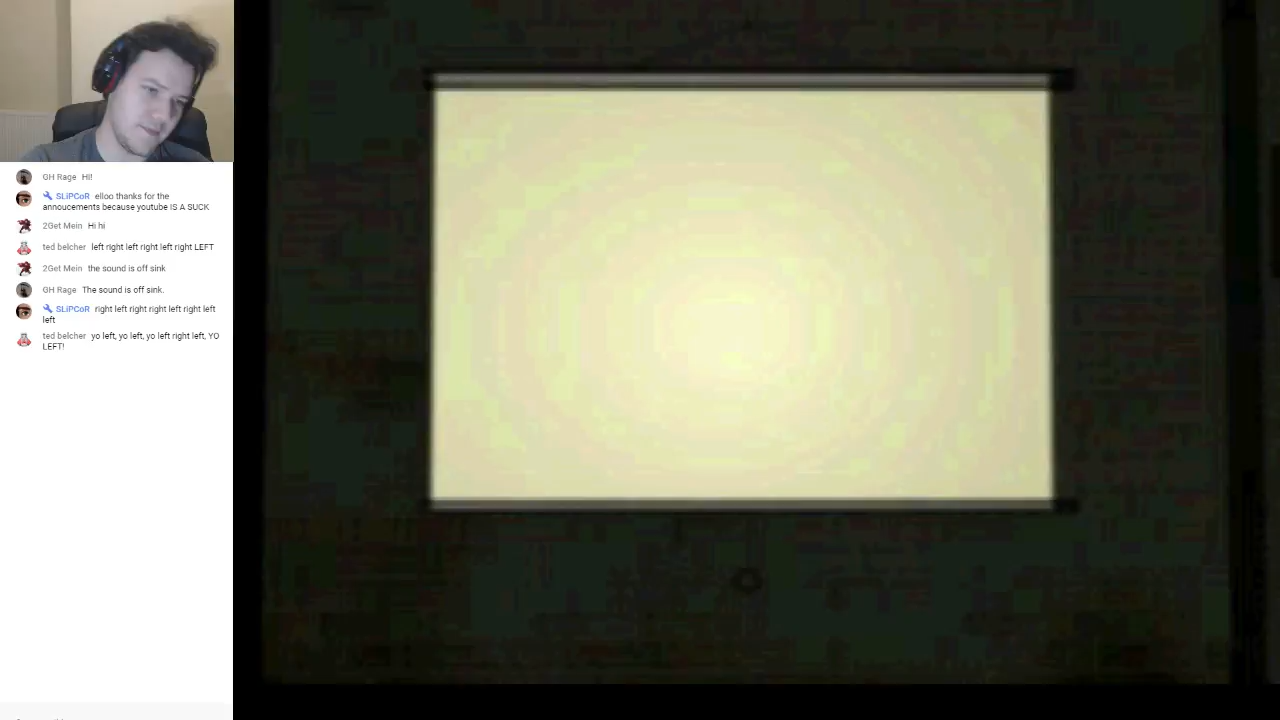 GH Rage Hi!
SLiPCoR elloo thanks for the
annoucements because youtube IS A SUCK
2Get Mein Hi hi
ted belcher left right left right left right LEFT
2Get Mein the sound is off sink
GH Rage The sound is off sink.
SLiPCoR right left right right left right left
left
ted belcher yo left, yo left, yo left right left, YO
LEFT!